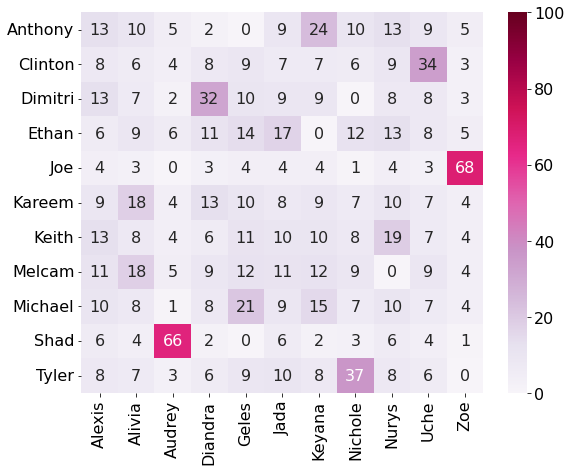 Anthony 13 10 5 2 0 9 24 10 13 9 5
Clinton 8 6 4 8 9 7 7 6 9 34 3
Dimitri 13 7 2 32 10 9 9 0 8 8 3
Ethan 6 9 6 11 14 17 0 12 13 8 5
Joe 4 3 0 3 4 4 4 1 4 3 68
Kareem 9 18 4 13 10 8 9 7 10 7 4
Keith 13 8 4 6 11 10 10 8 19 7 4
Melcam 11 18 5 9 12 11 12 9 0 9 4
Michael 10 8 1 8 21 9 15 7 10 7 4
Shad 6 4 66 2 0 6 2 3 6 4 1
Tyler 8 7 3 6 9 10 8 37 8 6 0
Alexis Alivia Audrey Diandra Geles Jada Keyana Nichole Nurys Uche Zoe
100
80
60
40
20
0